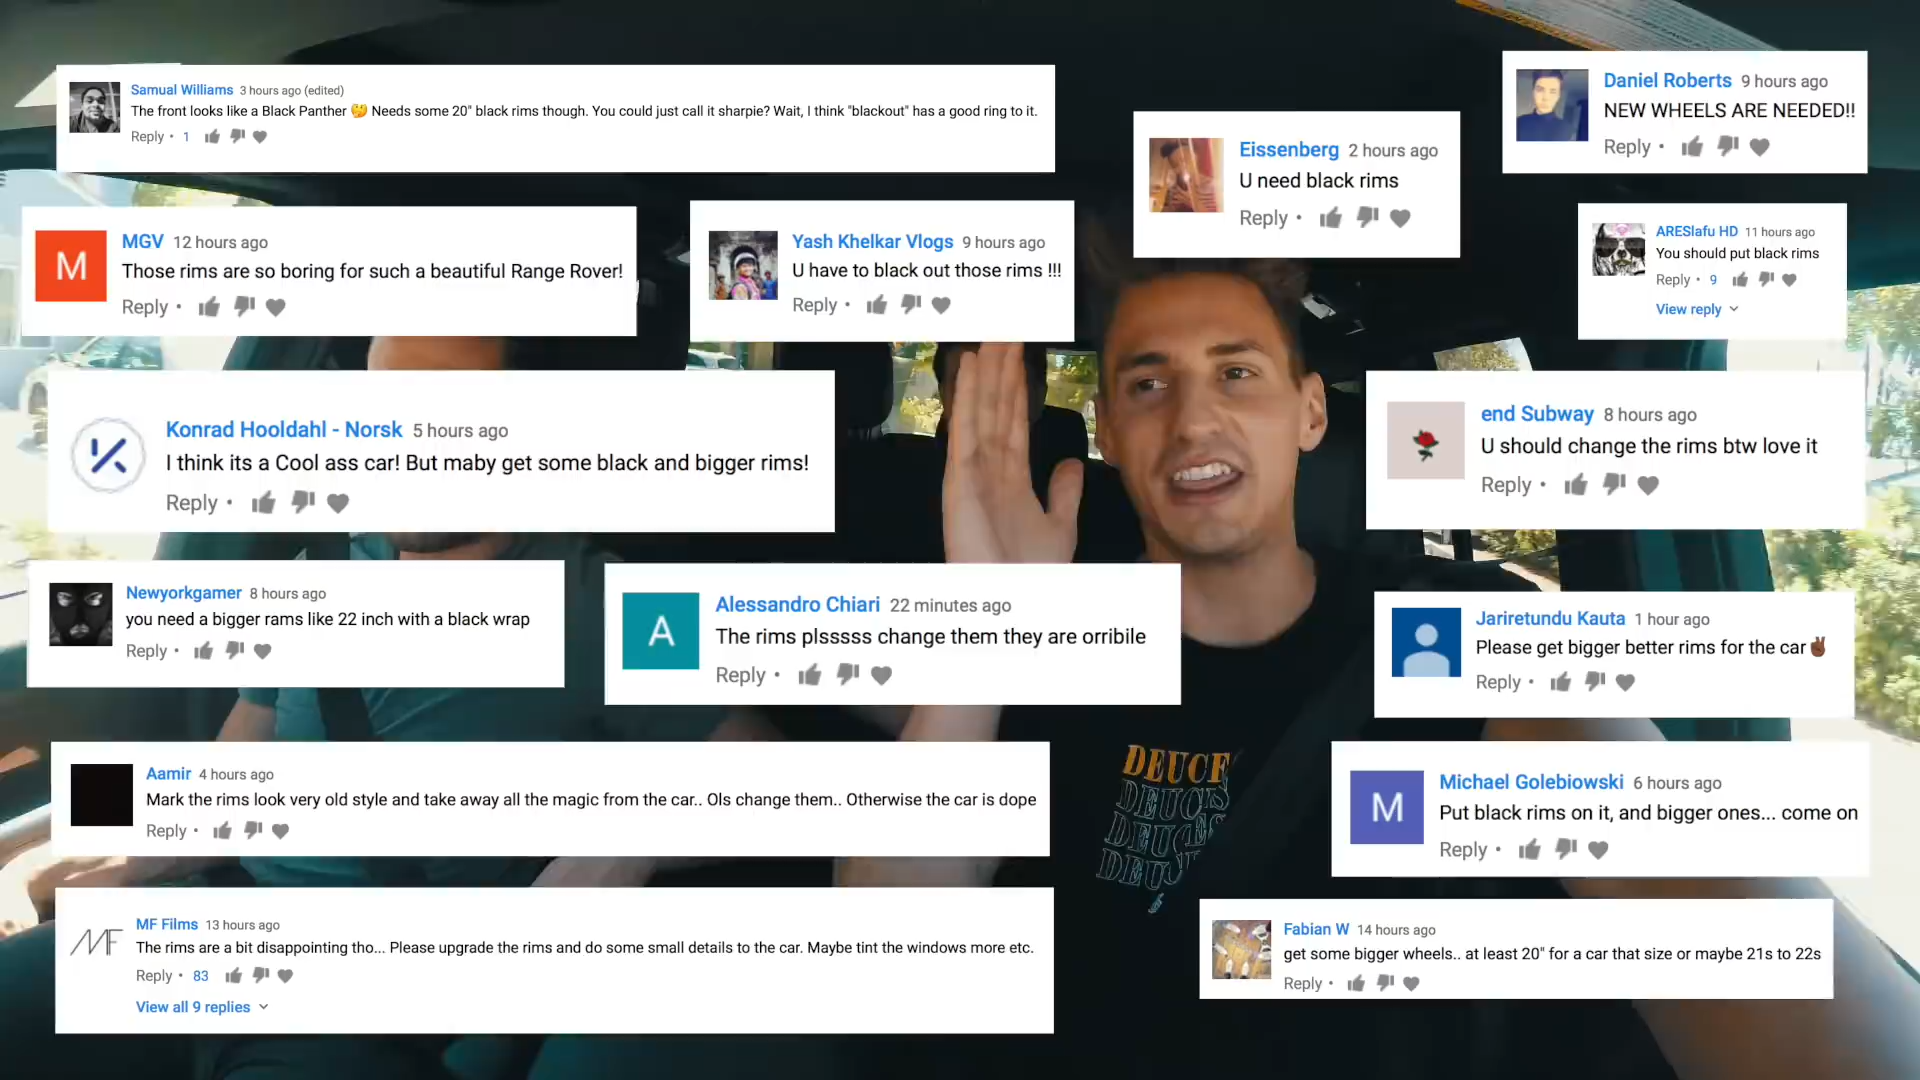 Samual Williams 3 hours ago (edited)
The front looks like a Black Panther 🤔 Needs some 20" black rims though. You could just call it sharpie? Wait, I think "blackout" has a good ring to it.
Reply • 1
Daniel Roberts 9 hours ago
NEW WHEELS ARE NEEDED!!
Reply •
Eissenberg 2 hours ago
U need black rims
Reply •
M
MGV 12 hours ago
Those rims are so boring for such a beautiful Range Rover!
Reply •
Yash Khelkar Vlogs 9 hours ago
U have to black out those rims !!!
Reply •
ARESlafu HD 11 hours ago
You should put black rims
Reply • 9
View reply
Konrad Hooldahl - Norsk 5 hours ago
I think its a Cool ass car! But maby get some black and bigger rims!
Reply •
end Subway 8 hours ago
U should change the rims btw love it
Reply •
Newyorkgamer 8 hours ago
you need a bigger rams like 22 inch with a black wrap
Reply •
A
Alessandro Chiari 22 minutes ago
The rims plsssss change them they are orribile
Reply •
Jariretundu Kauta 1 hour ago
Please get bigger better rims for the car✌🏾
Reply •
Aamir 4 hours ago
Mark the rims look very old style and take away all the magic from the car.. Ols change them.. Otherwise the car is dope
Reply •
DEUCE
DEUCES
DEUCES
DEUS
M
Michael Golebiowski 6 hours ago
Put black rims on it, and bigger ones... come on
Reply •
MF
MF Films 13 hours ago
The rims are a bit disappointing tho... Please upgrade the rims and do some small details to the car. Maybe tint the windows more etc.
Reply • 83
View all 9 replies
Fabian W 14 hours ago
get some bigger wheels.. at least 20" for a car that size or maybe 21s to 22s
Reply •